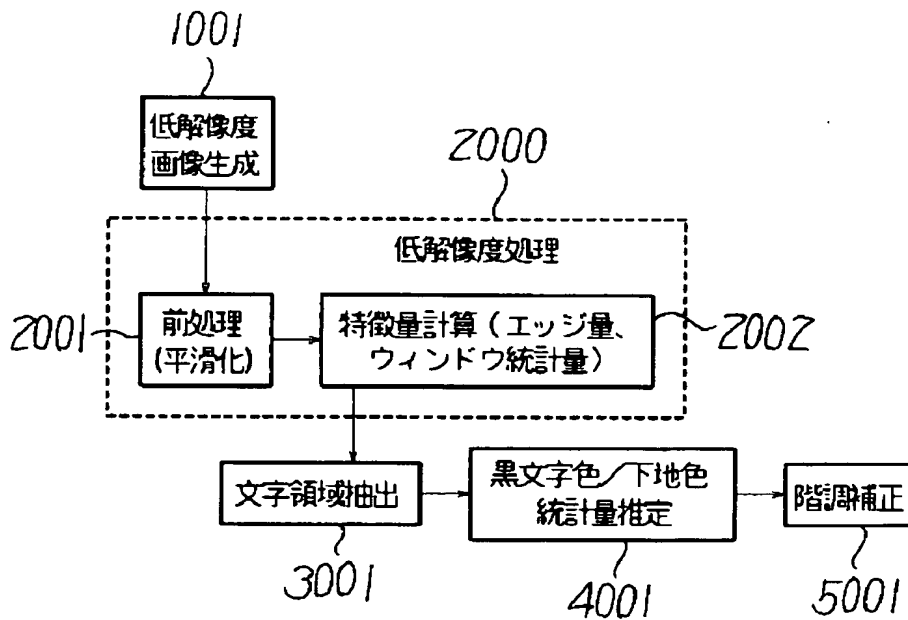 1001
低解像度
画像生成
2000
低解像度処理
2001
前処理
(平滑化)
特徴量計算(エッジ量、
ウィンドウ統計量)
2002
文字領域抽出
3001
黒文字色/下地色
統計量推定
4001
階調補正
5001